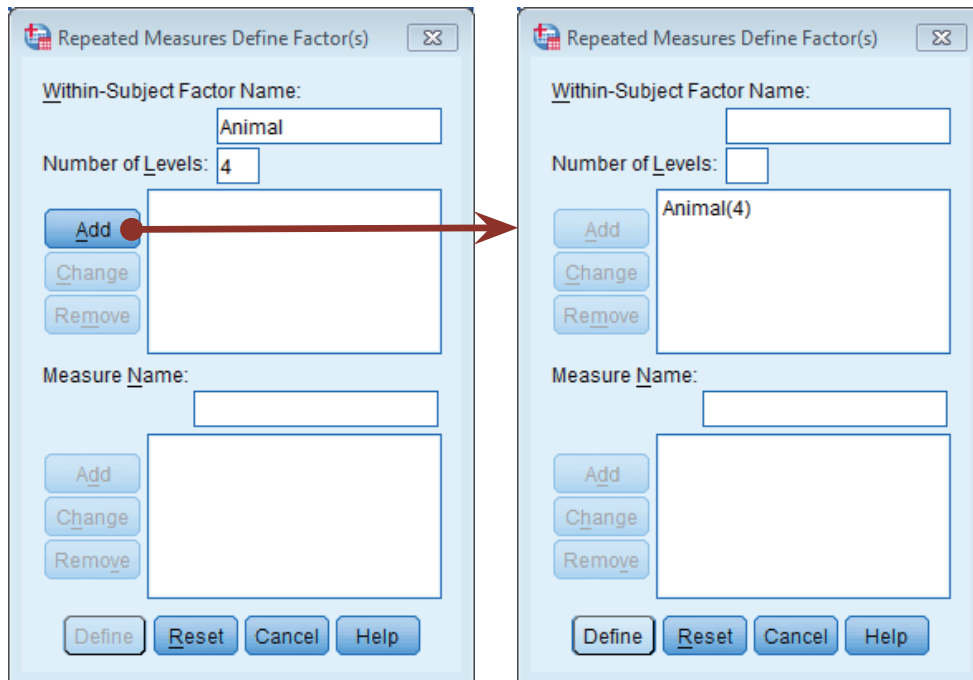 Repeated Measures Define Factor(s)
Within-Subject Factor Name:
Animal
Number of Levels: 4
Add
Change
Remove
Measure Name:
Add
Change
Remove
Define Reset Cancel Help
Repeated Measures Define Factor(s)
Within-Subject Factor Name:
Number of Levels:
Animal(4)
Add
Change
Remove
Measure Name:
Add
Change
Remove
Define Reset Cancel Help